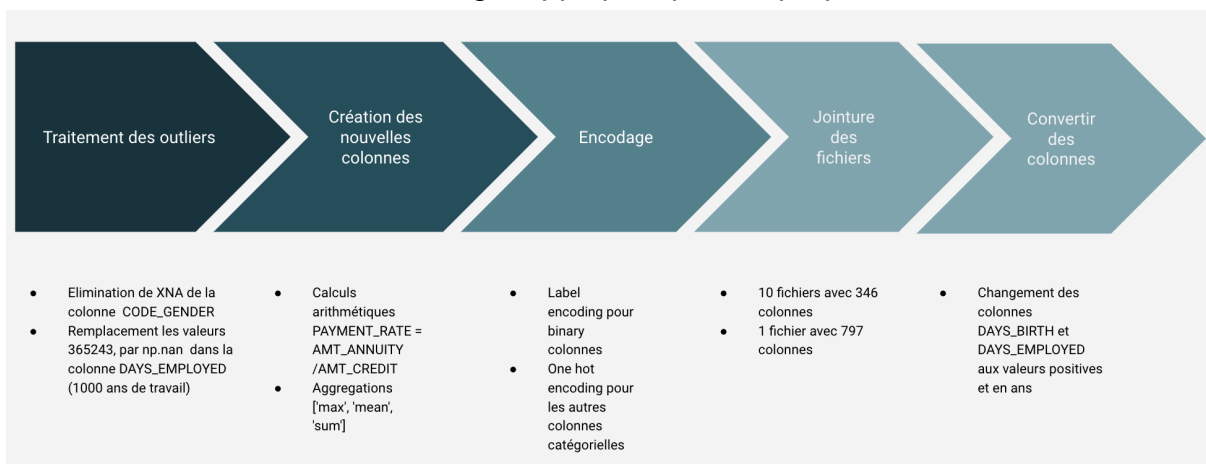 Traitement des outliers
Création des
nouvelles
colonnes
Encodage
Jointure
des
fichiers
Convertir
des
colonnes
● Elimination de XNA de la
colonne CODE_GENDER
● Remplacement les valeurs
365243, par np.nan dans la
colonne DAYS_EMPLOYED
(1000 ans de travail)
● Calculs
arithmétiques
PAYMENT_RATE =
AMT_ANNUITY
/AMT_CREDIT
● Aggregations
['max', 'mean',
'sum']
● Label
encoding pour
binary
colonnes
● One hot
encoding pour
les autres
colonnes
catégorielles
● 10 fichiers avec 346
colonnes
● 1 fichier avec 797
colonnes
● Changement des
colonnes
DAYS_BIRTH et
DAYS_EMPLOYED
aux valeurs positives
et en ans